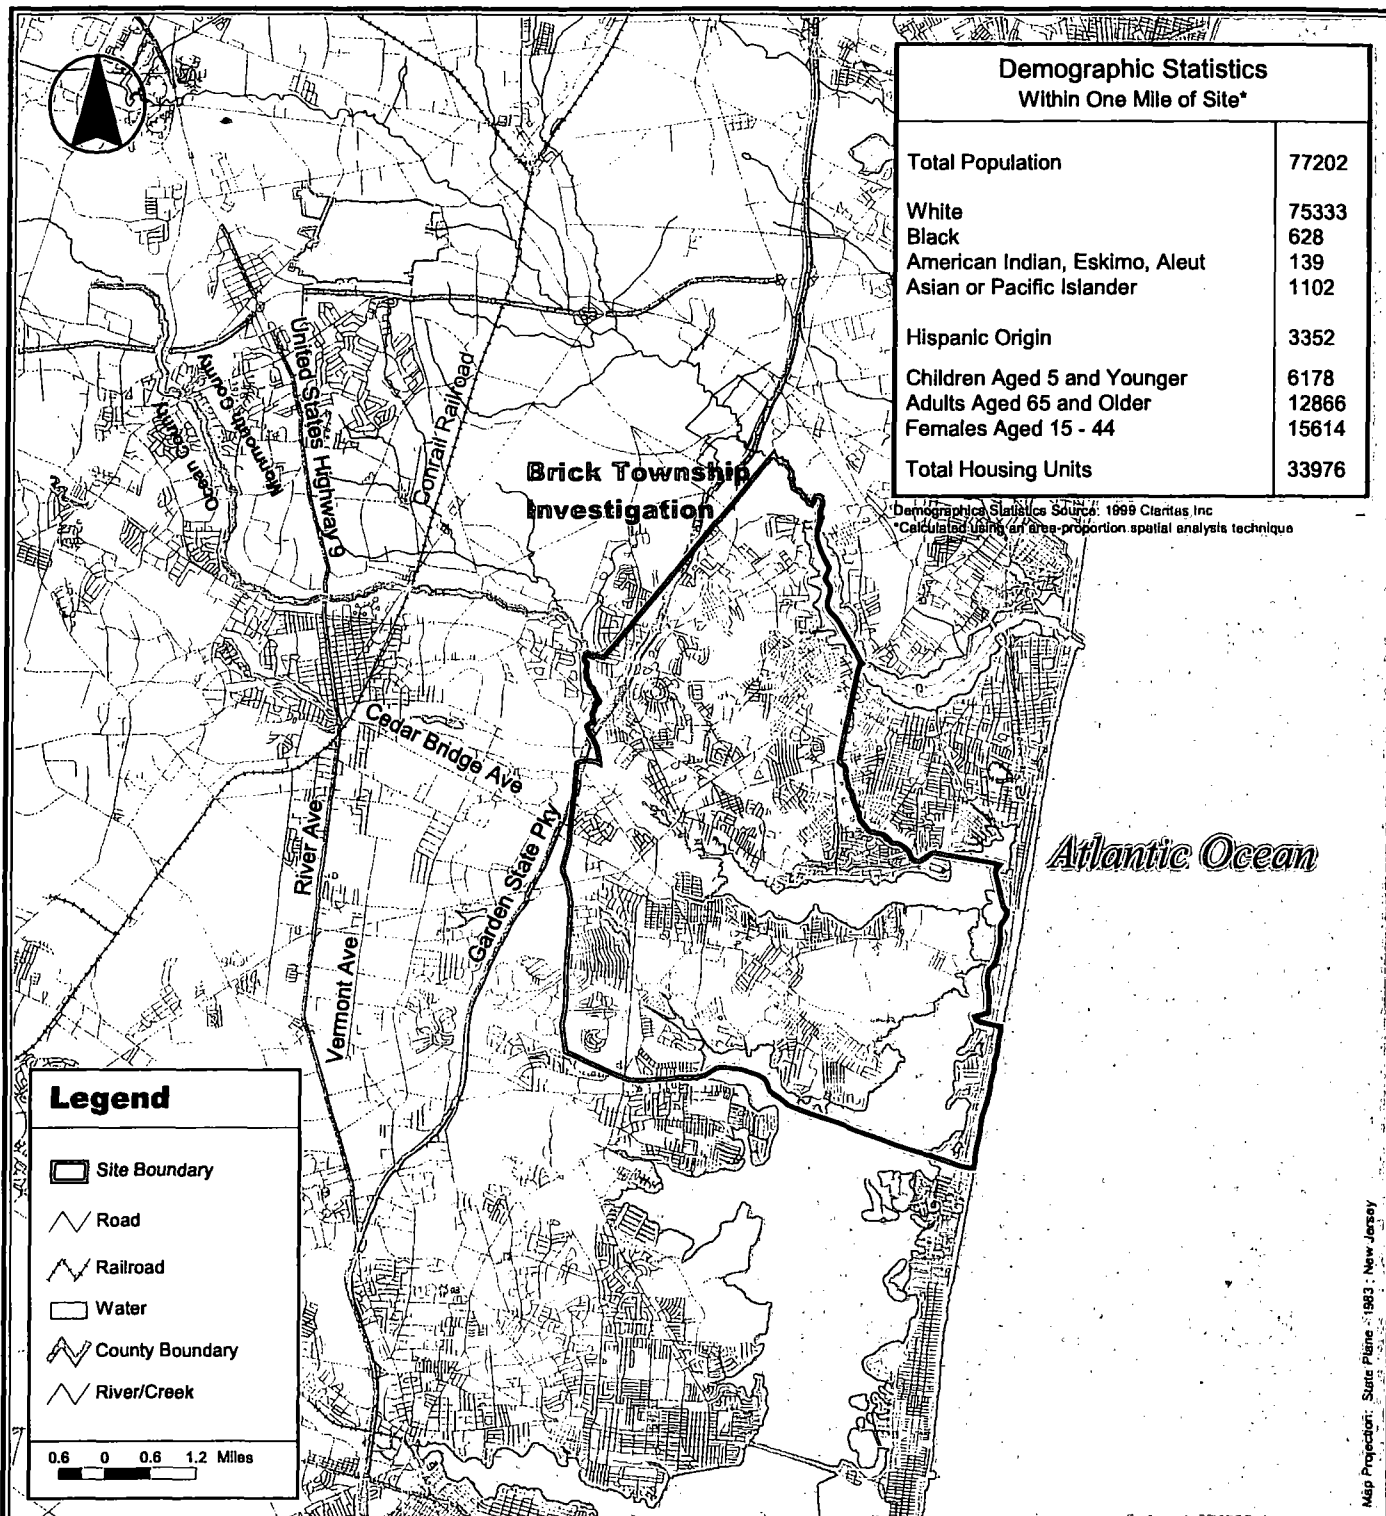 Demographic Statistics
Within One Mile of Site*
Total Population 77202
White 75333
Black 628
American Indian, Eskimo, Aleut 139
Asian or Pacific Islander 1102
Hispanic Origin 3352
Children Aged 5 and Younger 6178
Adults Aged 65 and Older 12866
Females Aged 15 - 44 15614
Total Housing Units 33976
Demographics Statistics Source: 1999 Claritas Inc
*Calculated using an area-proportion spatial analysis technique
United States Highway 9
Monmouth County
Ocean County
Conrail Railroad
Brick Township
Investigation
Cedar Bridge Ave
River Ave
Garden State Pky
Vermont Ave
Atlantic Ocean
Legend
Site Boundary
Road
Railroad
Water
County Boundary
River/Creek
0.6 0 0.6 1.2 Miles
Map Projection: State Plane - 1983 ; New Jersey